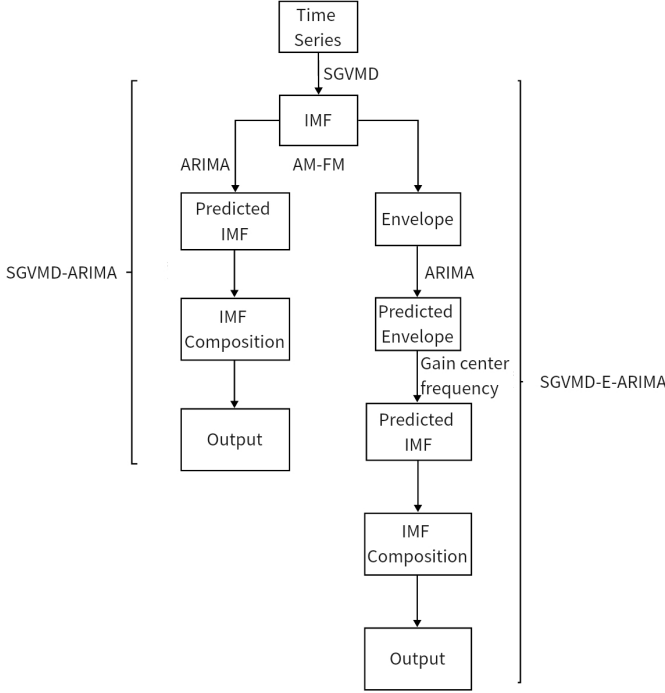 Time
Series
SGVMD
IMF
ARIMA
AM-FM
Predicted
IMF
Envelope
SGVMD-ARIMA
ARIMA
IMF
Composition
Predicted
Envelope
Gain center
frequency
SGVMD-E-ARIMA
Output
Predicted
IMF
IMF
Composition
Output